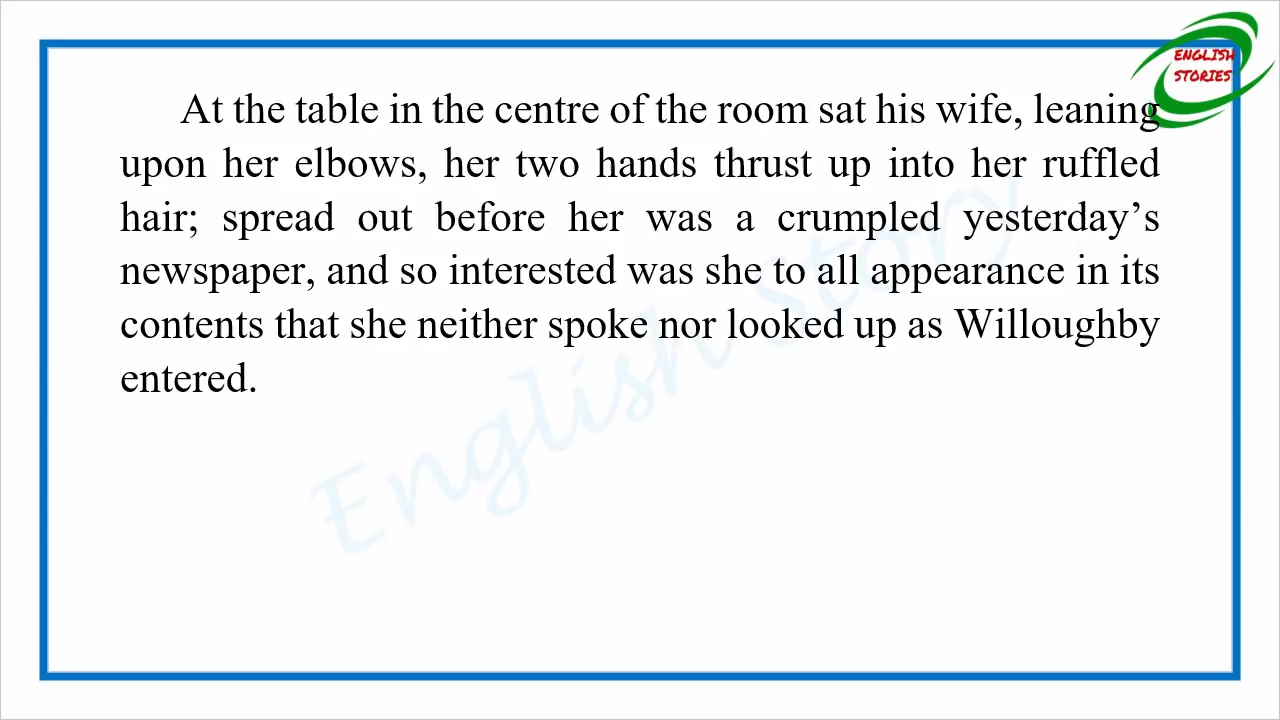 ENGLISH
STORIES
At the table in the centre of the room sat his wife, leaning
upon her elbows, her two hands thrust up into her ruffled
hair; spread out before her was a crumpled yesterday’s
newspaper, and so interested was she to all appearance in its
contents that she neither spoke nor looked up as Willoughby
entered.
English Story